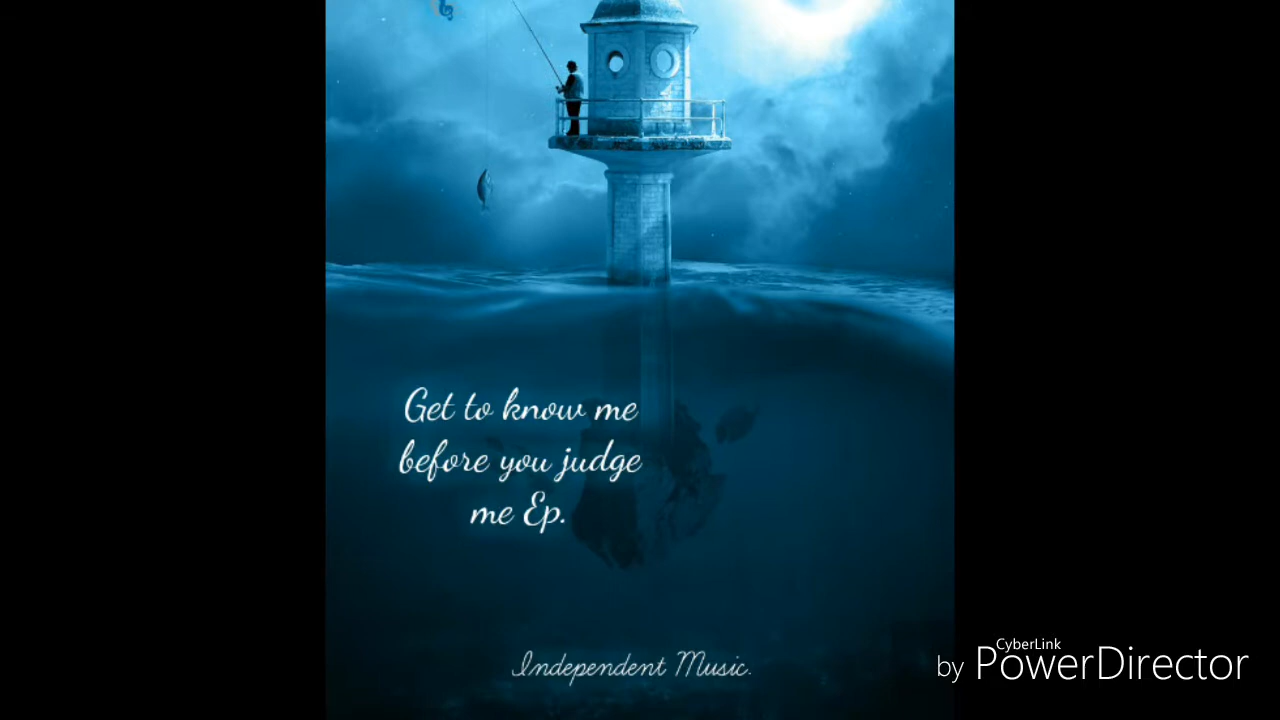 Get to know me
before you judge
me Ep.
Independent Music.
CyberLink
by PowerDirector